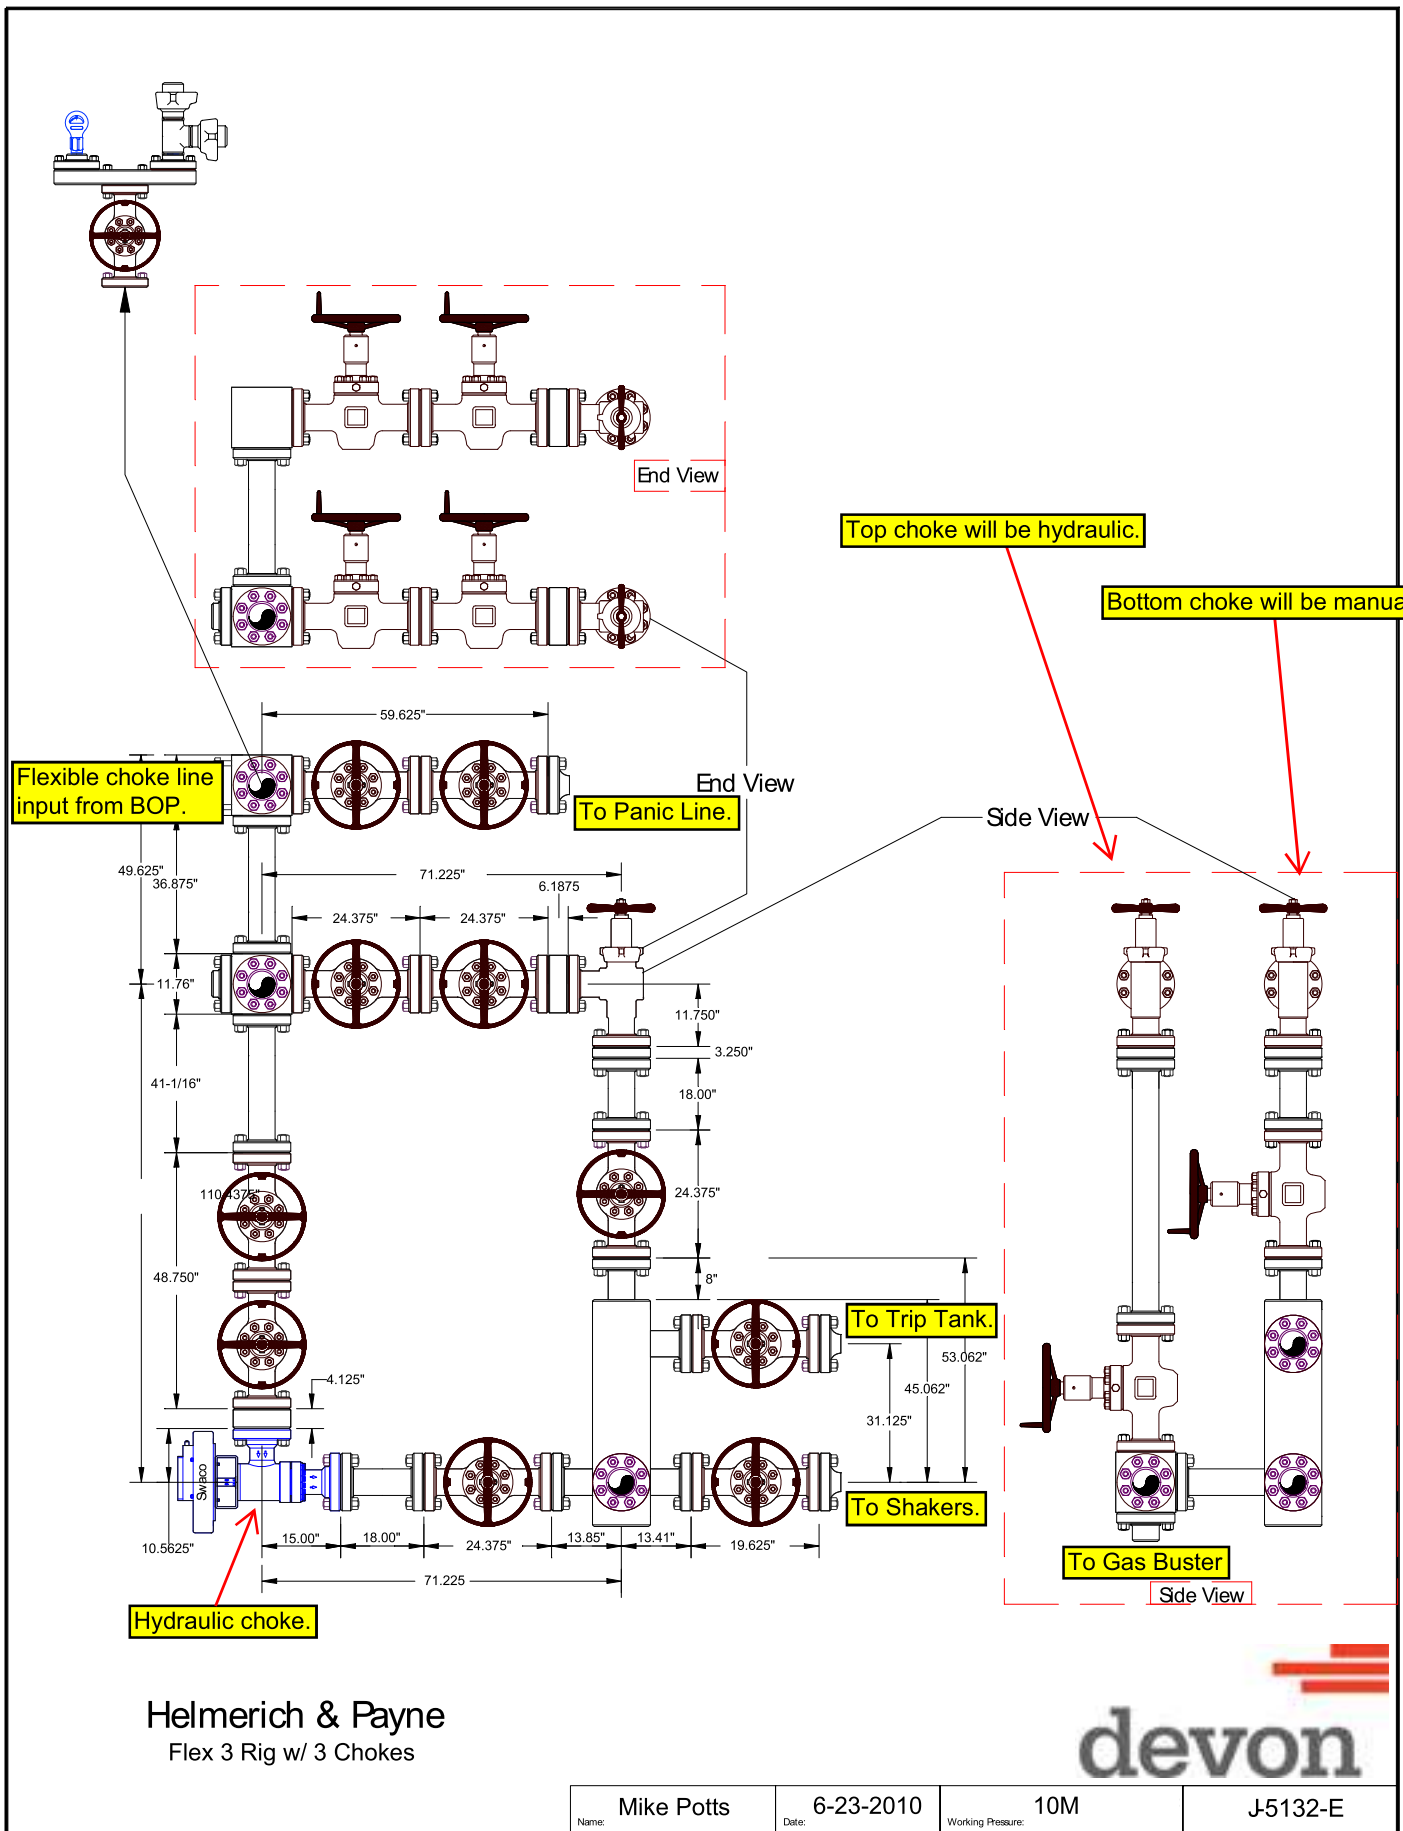 End View
Top choke will be hydraulic.
Bottom choke will be manua
59.625"
Flexible choke line
input from BOP.
End View
To Panic Line.
Side View
49.625"
36.875"
71.225"
6.1875
24.375"
24.375"
11.76"
11.750"
3.250"
41-1/16"
18.00"
110.4375"
24.375"
48.750"
8"
To Trip Tank.
53.062"
45.062"
4.125"
31.125"
Swaco
To Shakers.
10.5625"
15.00"
18.00"
24.375"
13.85"
13.41"
19.625"
To Gas Buster
71.225
Side View
Hydraulic choke.
Helmerich & Payne
Flex 3 Rig w/ 3 Chokes
devon
Name:
Mike Potts
Date:
6-23-2010
Working Pressure:
10M
J-5132-E